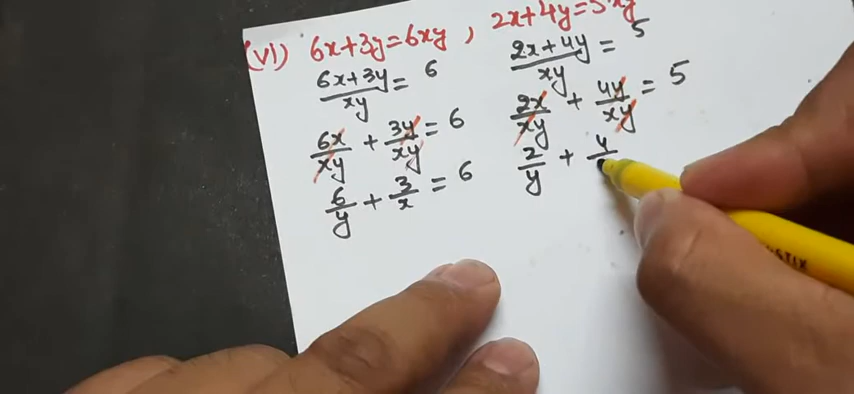 (vi) 6x+3y=6xy , 2x+4y=5xy
6x+3y/xy = 6
2x+4y/xy = 5
6x/xy + 3y/xy = 6
2x/xy + 4y/xy = 5
6/y + 3/x = 6
2/y + 4/